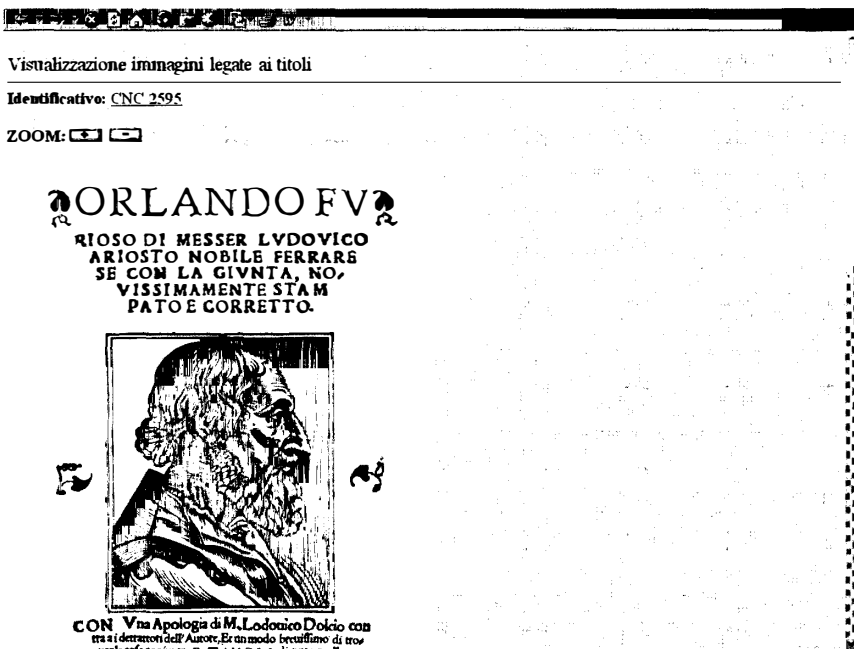 Visualizzazione immagini legate ai titoli
Identificativo: CNC 2595
ZOOM: + -
ORLANDO FV
RIOSO DI MESSER LVDOVICO
ARIOSTO NOBILE FERRARE
SE CON LA GIVNTA, NO,
VISSIMAMENTE STAM
PATO E CORRETTO.
CON Vna Apologia di M. Lodouico Dolcio con
tra i detrattori dell' Autore, Et un modo breuissimo di tro,